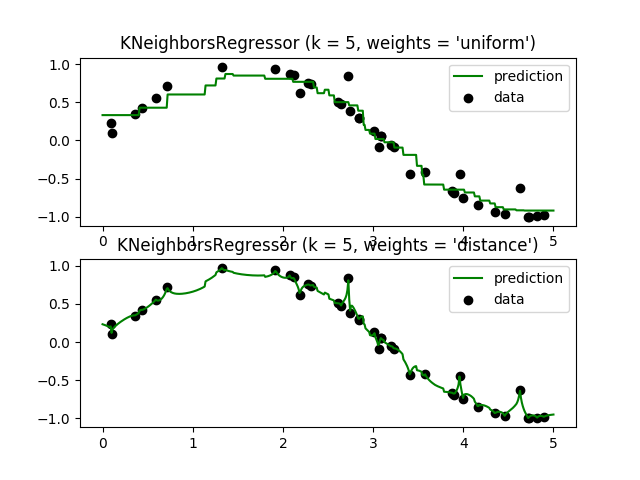 KNeighborsRegressor (k = 5, weights = 'uniform')
1.0
0.5
0.0
−0.5
−1.0
prediction
data
0 1 2 3 4 5
KNeighborsRegressor (k = 5, weights = 'distance')
1.0
0.5
0.0
−0.5
−1.0
prediction
data
0 1 2 3 4 5